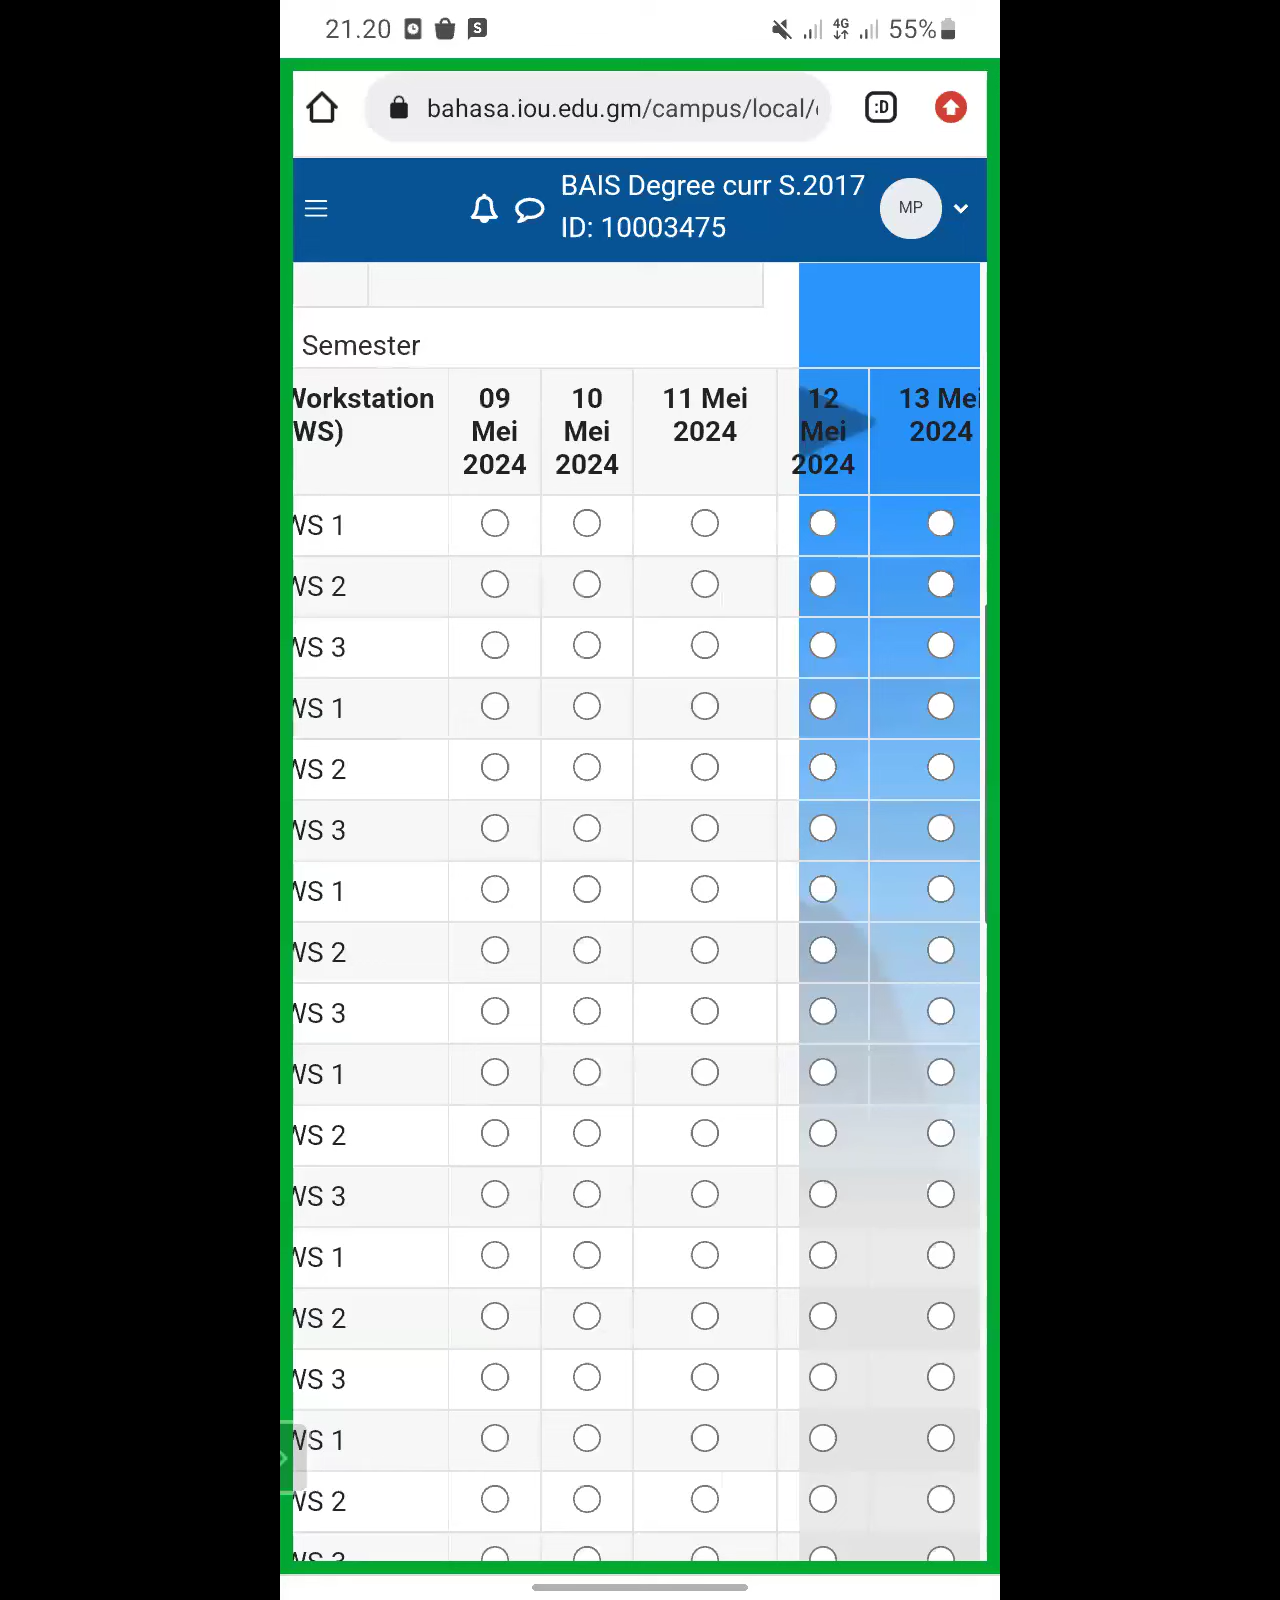 21.20 S 4G 55%
:D
bahasa.iou.edu.gm/campus/local/
BAIS Degree curr S.2017
ID: 10003475
MP
Semester
Workstation
WS)
09 Mei 2024
10 Mei 2024
11 Mei 2024
12 Mei 2024
13 Mei 2024
WS 1
WS 2
WS 3
WS 1
WS 2
WS 3
WS 1
WS 2
WS 3
WS 1
WS 2
WS 3
WS 1
WS 2
WS 3
WS 1
WS 2
WS 3